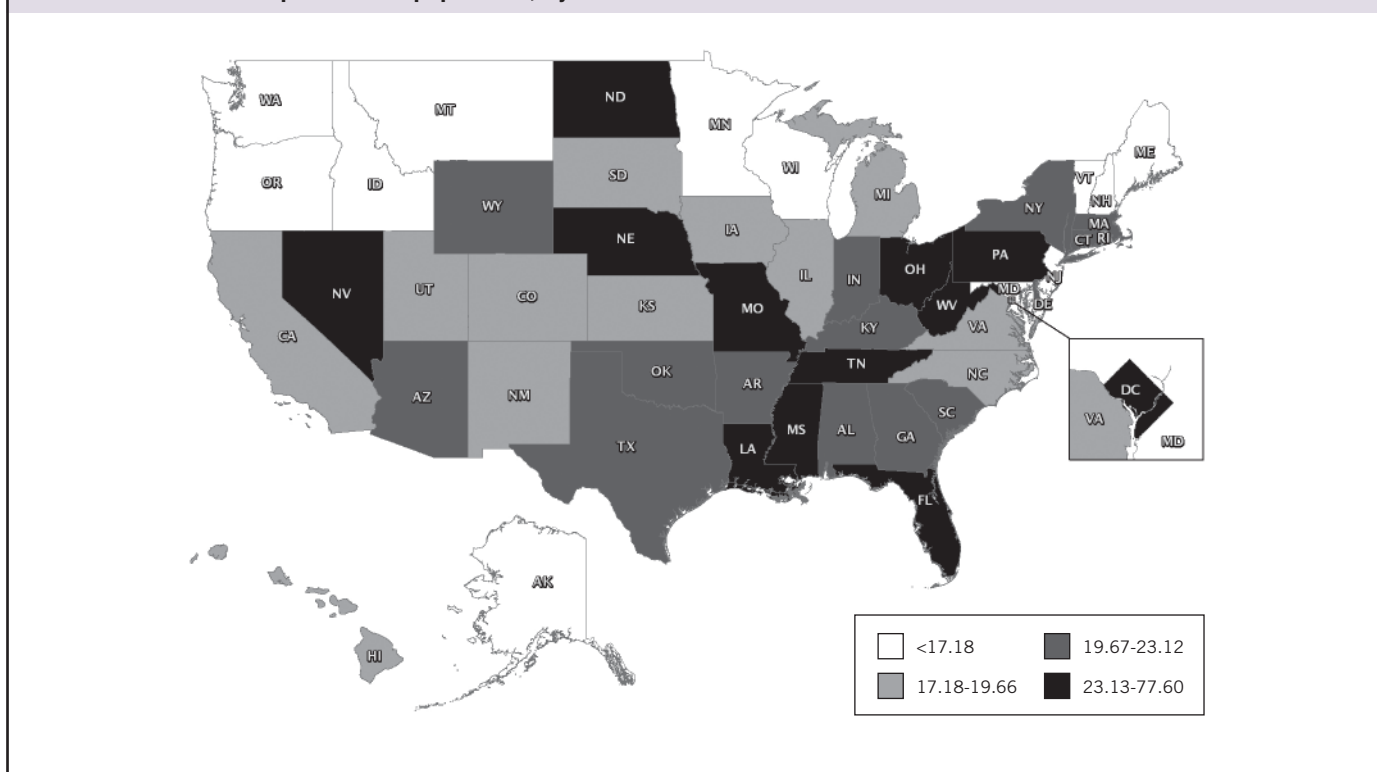 WA
MT
ND
MN
ME
OR
ID
SD
WI
VT
NH
WY
MI
NY
MA
CT RI
NE
IA
PA
NJ
NV
UT
CO
IL
IN
OH
MD
DE
CA
KS
MO
WV
KY
VA
AZ
NM
OK
AR
TN
NC
SC
TX
LA
MS
AL
GA
FL
DC
VA
MD
AK
HI
<17.18
19.67-23.12
17.18-19.66
23.13-77.60